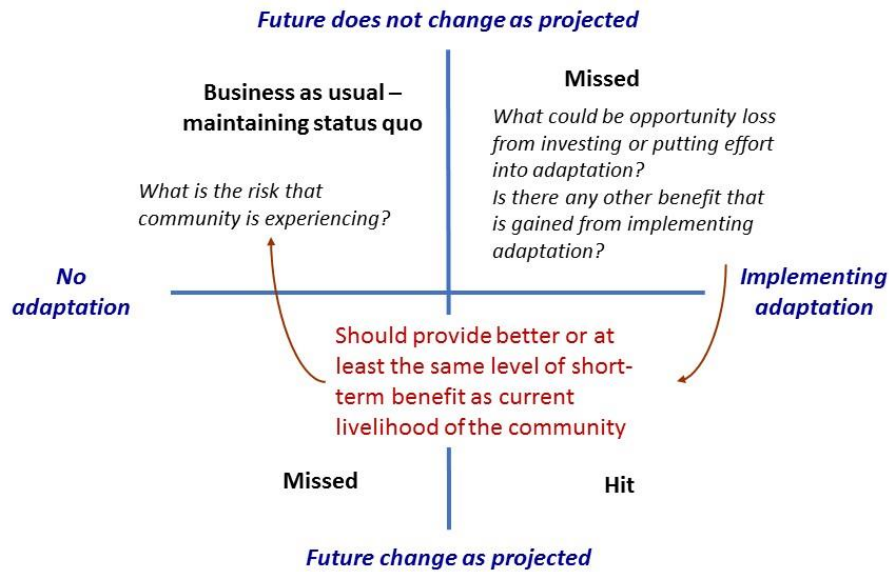 Future does not change as projected
Business as usual –
maintaining status quo
What is the risk that
community is experiencing?
Missed
What could be opportunity loss
from investing or putting effort
into adaptation?
Is there any other benefit that
is gained from implementing
adaptation?
No
adaptation
Implementing
adaptation
Should provide better or at
least the same level of short-
term benefit as current
livelihood of the community
Missed
Hit
Future change as projected